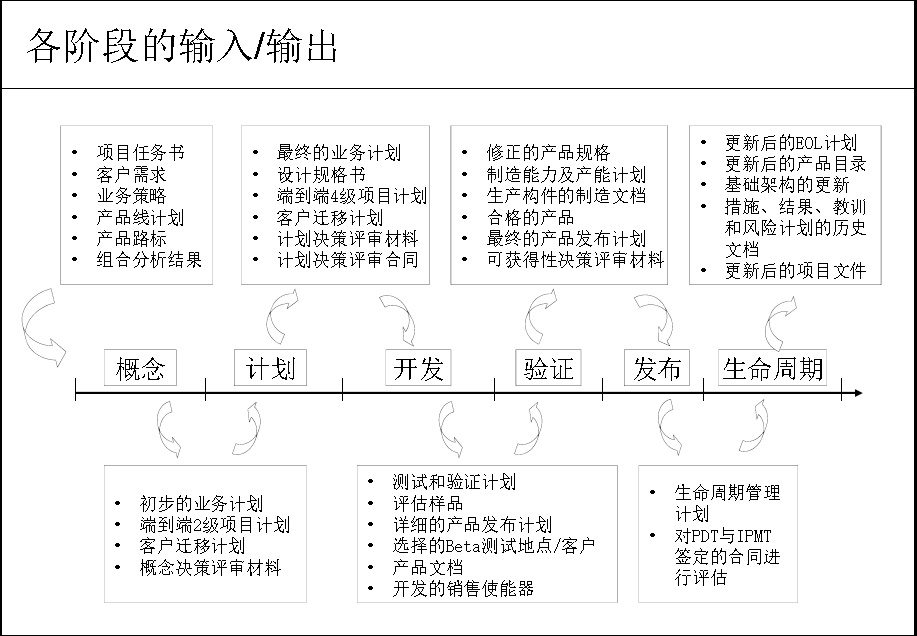 各阶段的输入/输出
• 项目任务书
• 客户需求
• 业务策略
• 产品线计划
• 产品路标
• 组合分析结果
• 最终的业务计划
• 设计规格书
• 端到端4级项目计划
• 客户迁移计划
• 计划决策评审材料
• 计划决策评审合同
• 修正的产品规格
• 制造能力及产能计划
• 生产构件的制造文档
• 合格的产品
• 最终的产品发布计划
• 可获得性决策评审材料
• 更新后的EOL计划
• 更新后的产品目录
• 基础架构的更新
• 措施、结果、教训
和风险计划的历史
文档
• 更新后的项目文件
概念
计划
开发
验证
发布
生命周期
• 初步的业务计划
• 端到端2级项目计划
• 客户迁移计划
• 概念决策评审材料
• 测试和验证计划
• 评估样品
• 详细的产品发布计划
• 选择的Beta测试地点/客户
• 产品文档
• 开发的销售使能器
• 生命周期管理
计划
• 对PDT与IPMT
签定的合同进
行评估